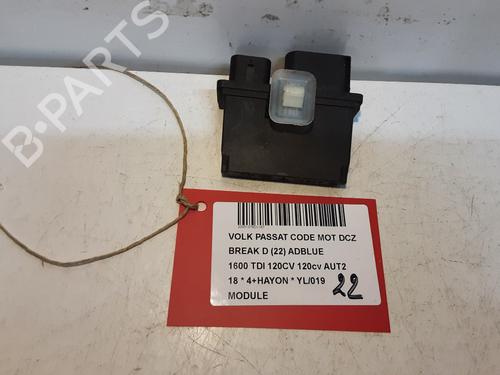 B-PARTS
VOLK PASSAT CODE MOT DCZ
BREAK D (22) ADBLUE
1600 TDI 120CV 120cv AUT2
18 * 4+HAYON * YL/019
MODULE
22